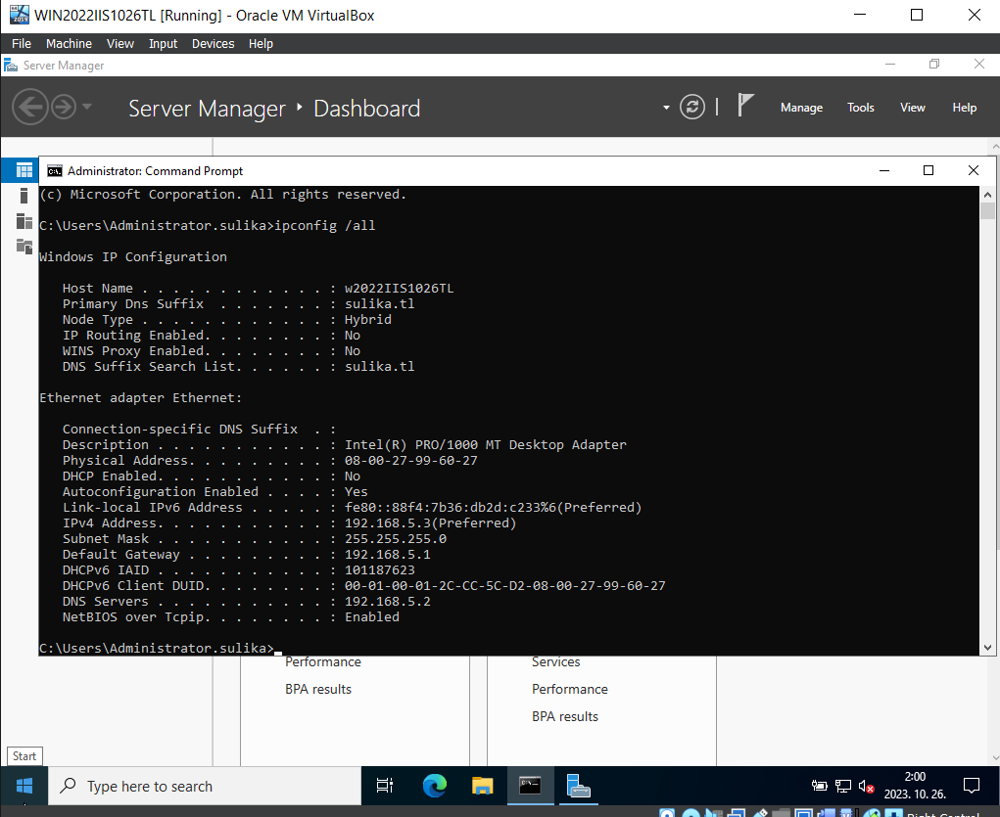 WIN2022IIS1026TL [Running] - Oracle VM VirtualBox
File Machine View Input Devices Help
Server Manager
Server Manager Dashboard
Manage Tools View Help
Administrator: Command Prompt
(c) Microsoft Corporation. All rights reserved.
C:\Users\Administrator.sulika>ipconfig /all
Windows IP Configuration
Host Name . . . . . . . . . . . . : w2022IIS1026TL
Primary Dns Suffix  . . . . . . . : sulika.tl
Node Type . . . . . . . . . . . . : Hybrid
IP Routing Enabled. . . . . . . . : No
WINS Proxy Enabled. . . . . . . . : No
DNS Suffix Search List. . . . . . : sulika.tl
Ethernet adapter Ethernet:
Connection-specific DNS Suffix  . :
Description . . . . . . . . . . . : Intel(R) PRO/1000 MT Desktop Adapter
Physical Address. . . . . . . . . : 08-00-27-99-60-27
DHCP Enabled. . . . . . . . . . . : No
Autoconfiguration Enabled . . . . : Yes
Link-local IPv6 Address . . . . . : fe80::88f4:7b36:db2d:c233%6(Preferred)
IPv4 Address. . . . . . . . . . . : 192.168.5.3(Preferred)
Subnet Mask . . . . . . . . . . . : 255.255.255.0
Default Gateway . . . . . . . . . : 192.168.5.1
DHCPv6 IAID . . . . . . . . . . . : 101187623
DHCPv6 Client DUID. . . . . . . . : 00-01-00-01-2C-CC-5C-D2-08-00-27-99-60-27
DNS Servers . . . . . . . . . . . : 192.168.5.2
NetBIOS over Tcpip. . . . . . . . : Enabled
C:\Users\Administrator.sulika>
Performance
BPA results
Services
Performance
BPA results
Start
Type here to search
2:00
2023. 10. 26.
Right Control